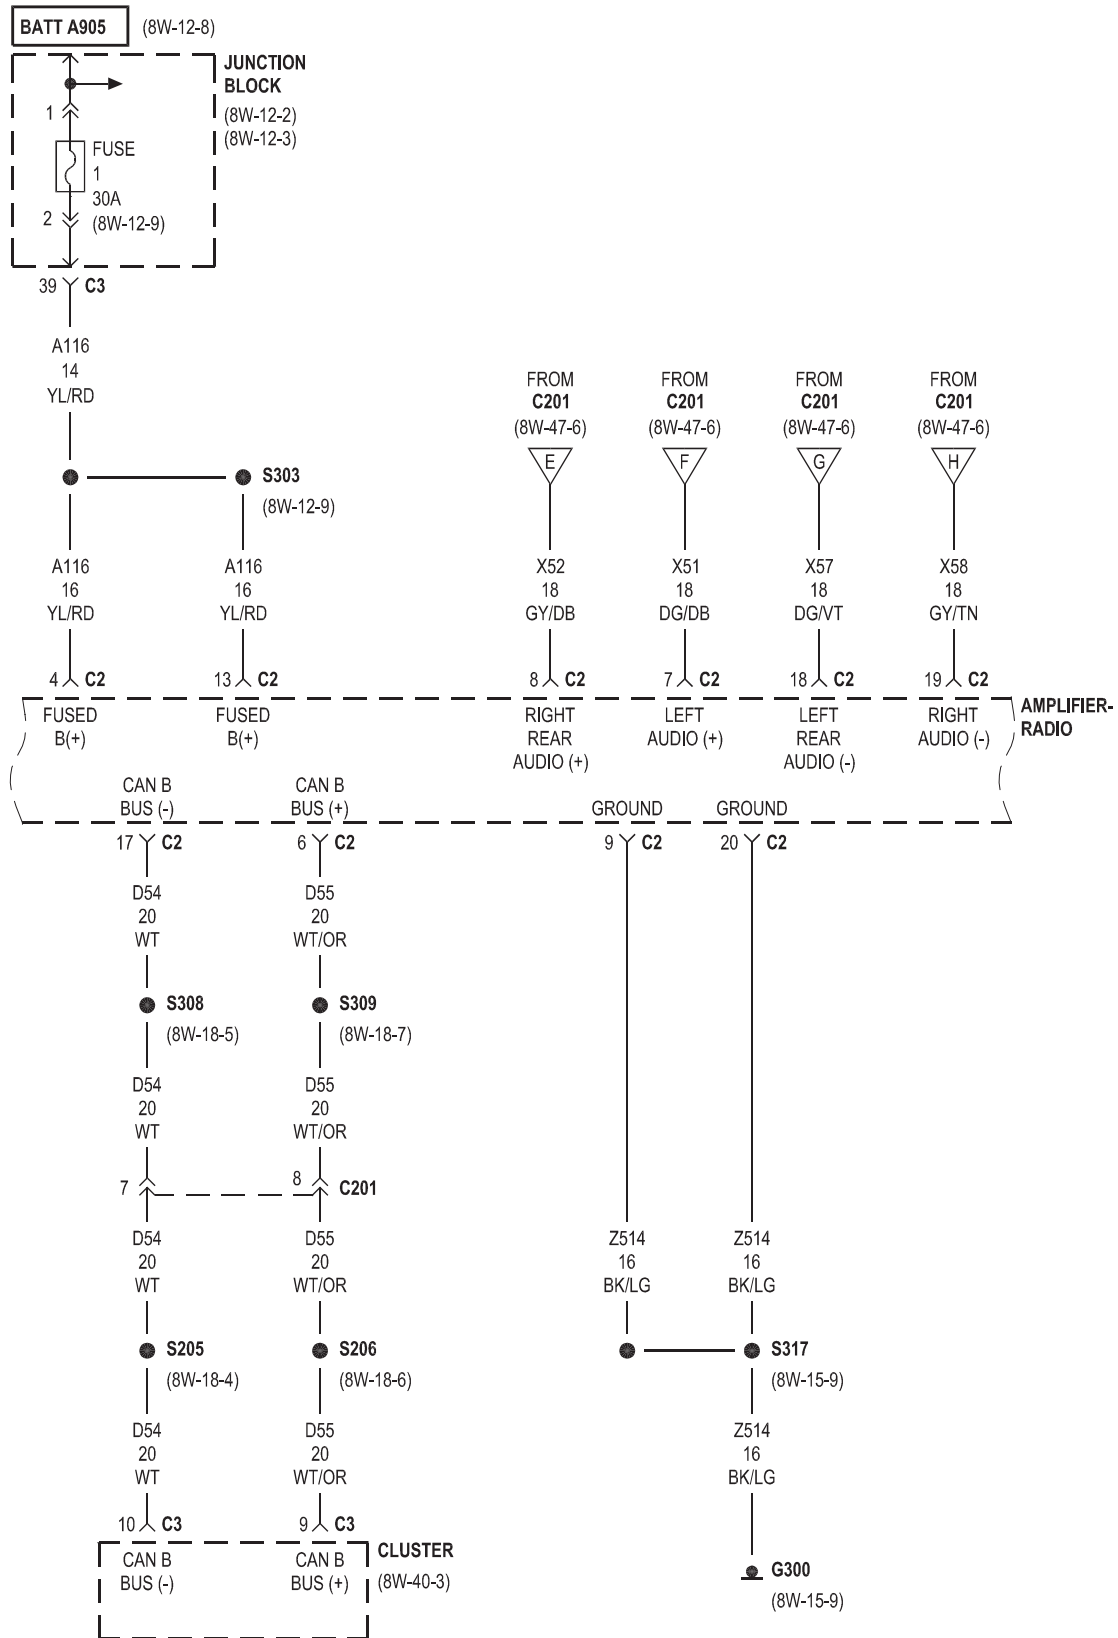 BATT A905 (8W-12-8)
JUNCTION
BLOCK
(8W-12-2)
(8W-12-3)
1
FUSE
1
30A
(8W-12-9)
2
39 C3
A116
14
YL/RD
FROM
C201
(8W-47-6)
E
FROM
C201
(8W-47-6)
F
FROM
C201
(8W-47-6)
G
FROM
C201
(8W-47-6)
H
S303
(8W-12-9)
A116
16
YL/RD
A116
16
YL/RD
X52
18
GY/DB
X51
18
DG/DB
X57
18
DG/VT
X58
18
GY/TN
4 C2
13 C2
8 C2
7 C2
18 C2
19 C2
AMPLIFIER-
RADIO
FUSED
B(+)
FUSED
B(+)
RIGHT
REAR
AUDIO (+)
LEFT
AUDIO (+)
LEFT
REAR
AUDIO (-)
RIGHT
AUDIO (-)
CAN B
BUS (-)
CAN B
BUS (+)
GROUND
GROUND
17 C2
6 C2
9 C2
20 C2
D54
20
WT
D55
20
WT/OR
S308
(8W-18-5)
S309
(8W-18-7)
D54
20
WT
D55
20
WT/OR
7
8
C201
D54
20
WT
D55
20
WT/OR
Z514
16
BK/LG
Z514
16
BK/LG
S205
(8W-18-4)
S206
(8W-18-6)
S317
(8W-15-9)
D54
20
WT
D55
20
WT/OR
Z514
16
BK/LG
10 C3
9 C3
CLUSTER
(8W-40-3)
CAN B
BUS (-)
CAN B
BUS (+)
G300
(8W-15-9)